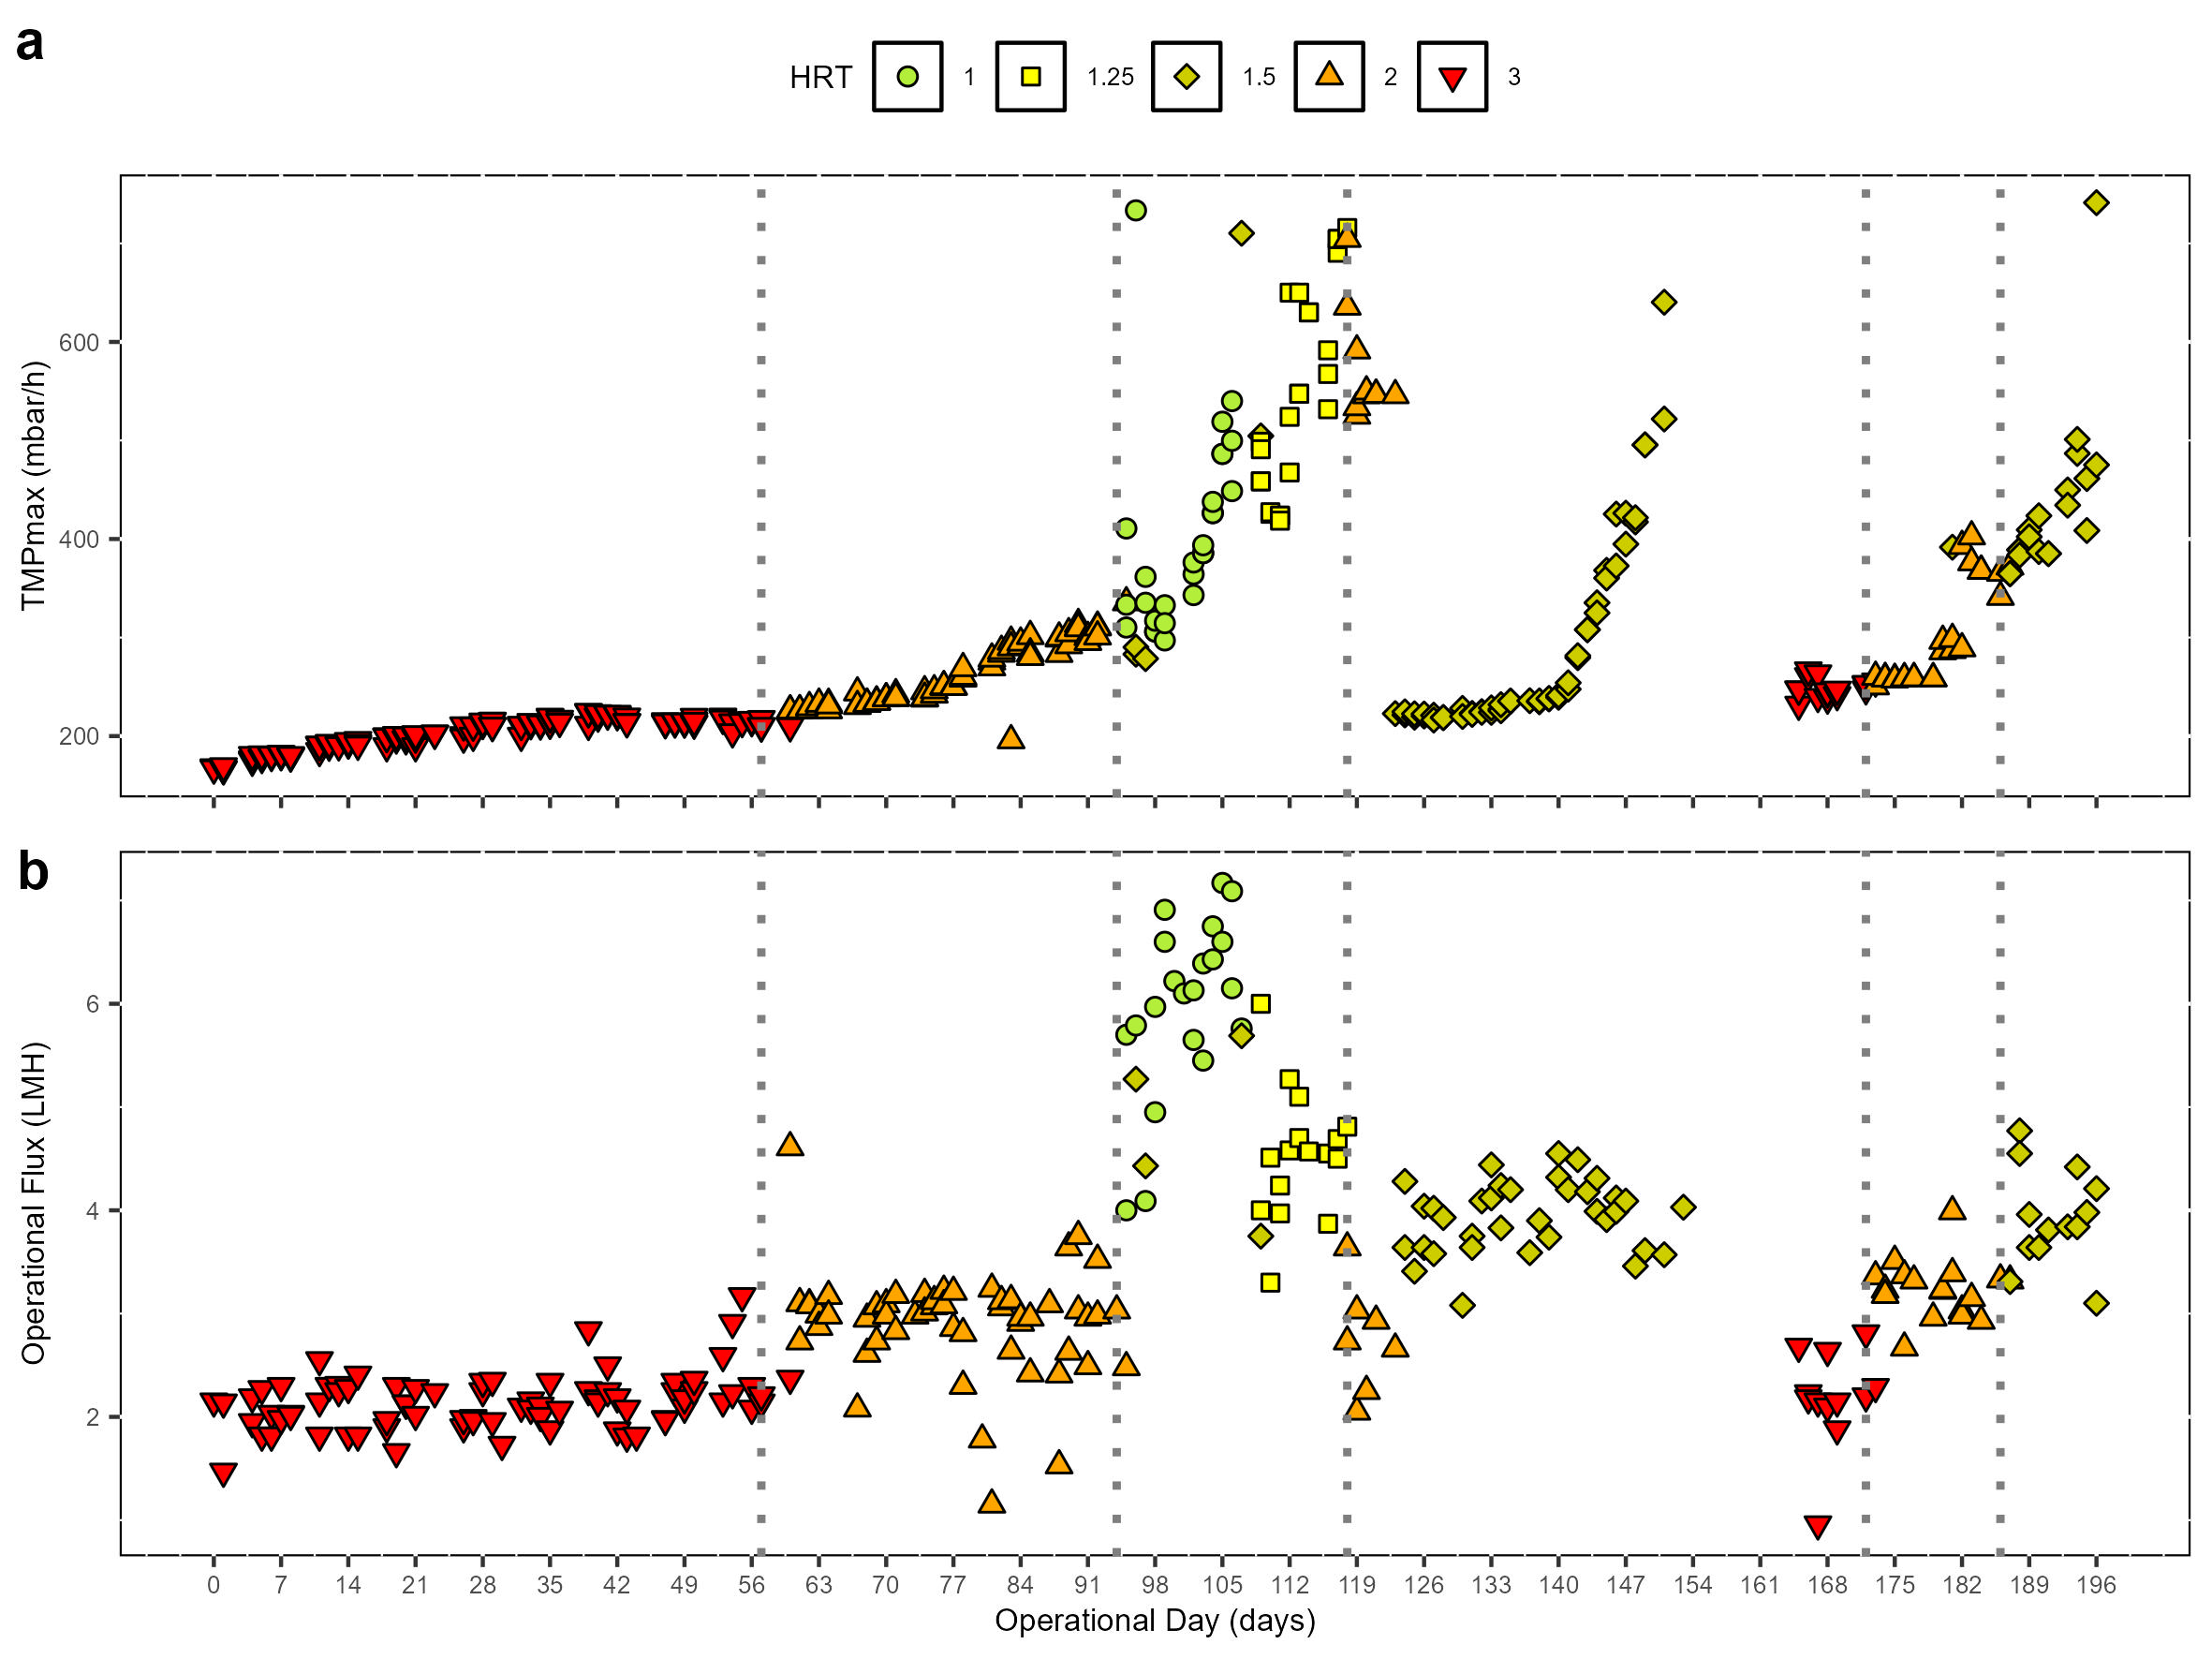 a
HRT 1 1.25 1.5 2 3
TMPmax (mbar/h)
600
400
200
b
Operational Flux (LMH)
6
4
2
0 7 14 21 28 35 42 49 56 63 70 77 84 91 98 105 112 119 126 133 140 147 154 161 168 175 182 189 196
Operational Day (days)